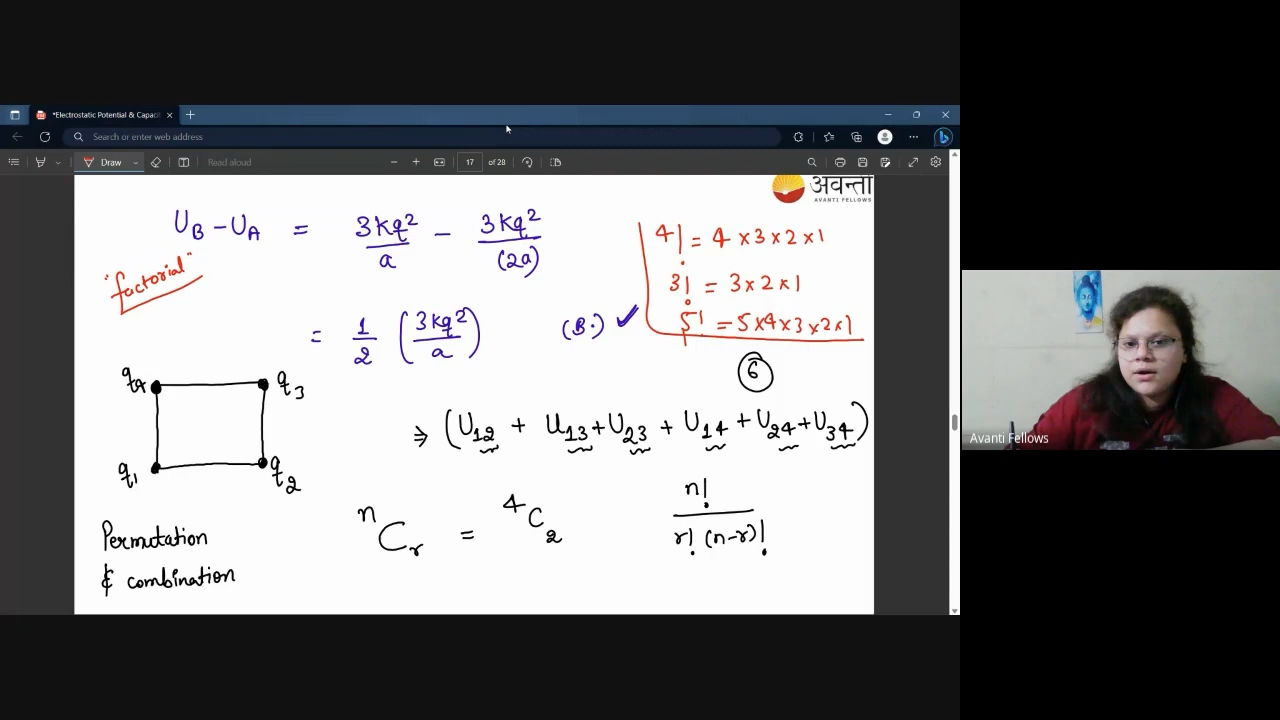 *Electrostatic Potential & Capaci
Search or enter web address
Draw
Read aloud
17 of 28
अवन्ती
AVANTI FELLOWS
U_B - U_A = 3kq²/a - 3kq²/(2a)
"factorial"
4! = 4 × 3 × 2 × 1
3! = 3 × 2 × 1
5! = 5 × 4 × 3 × 2 × 1
= 1/2 (3kq²/a) (B.) ✓
6
q4 q3
q1 q2
⇒ (U12 + U13 + U23 + U14 + U24 + U34)
nCr = 4C2 n!/r! (n-r)!
Permutation
& combination
Avanti Fellows